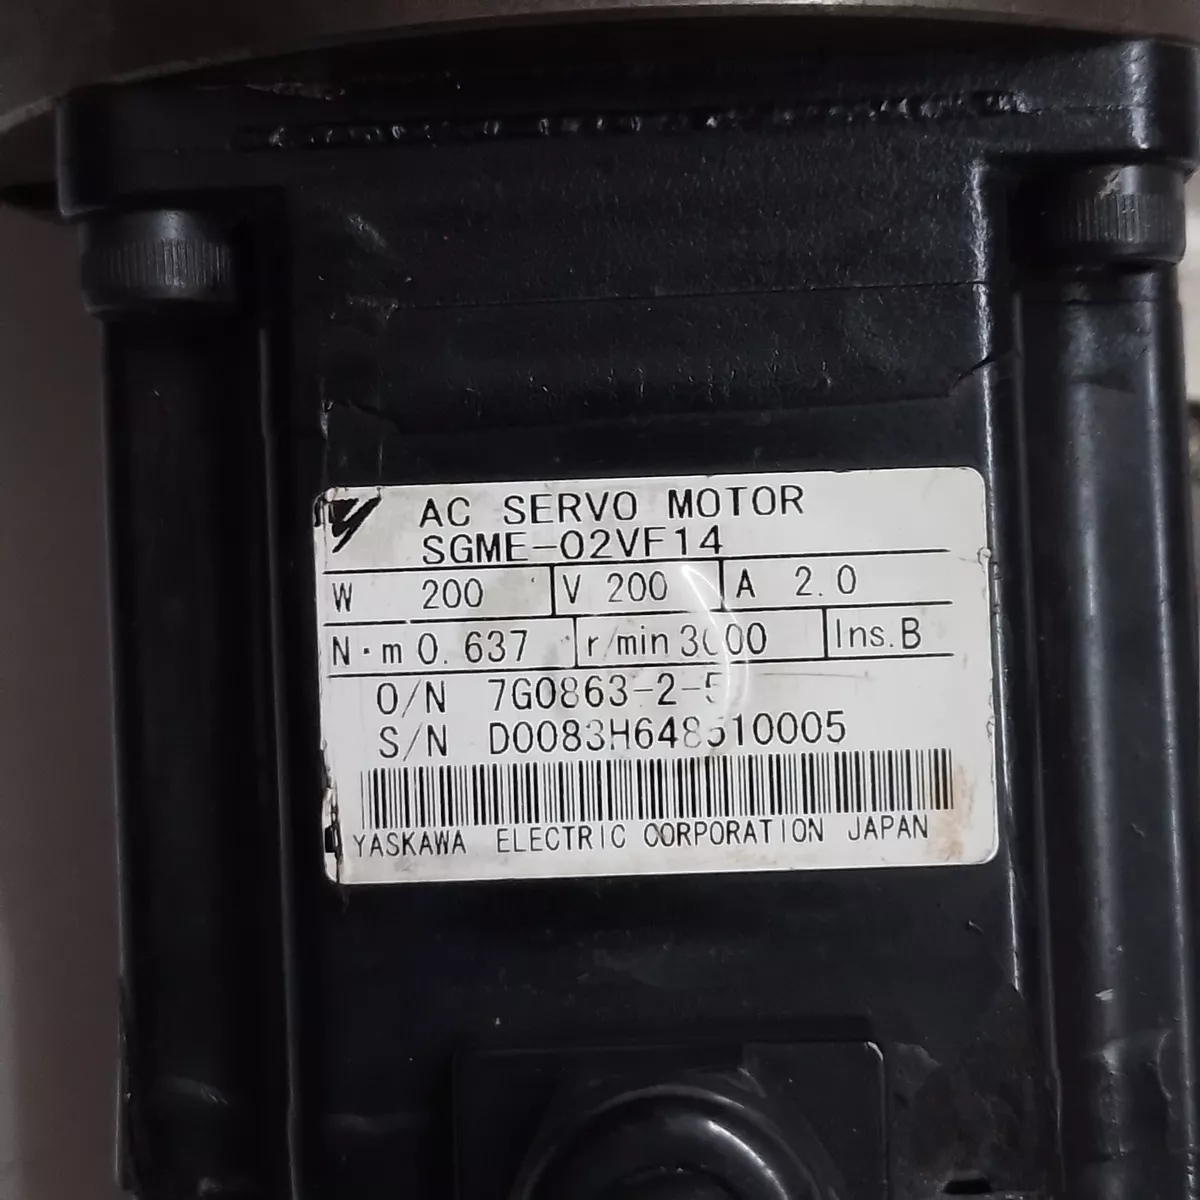 AC SERVO MOTOR
SGME-02VF14
W 200 V 200 A 2.0
N·m 0.637 r/min 3000 Ins.B
O/N 7G0863-2-5
S/N D0083H648510005
YASKAWA ELECTRIC CORPORATION JAPAN